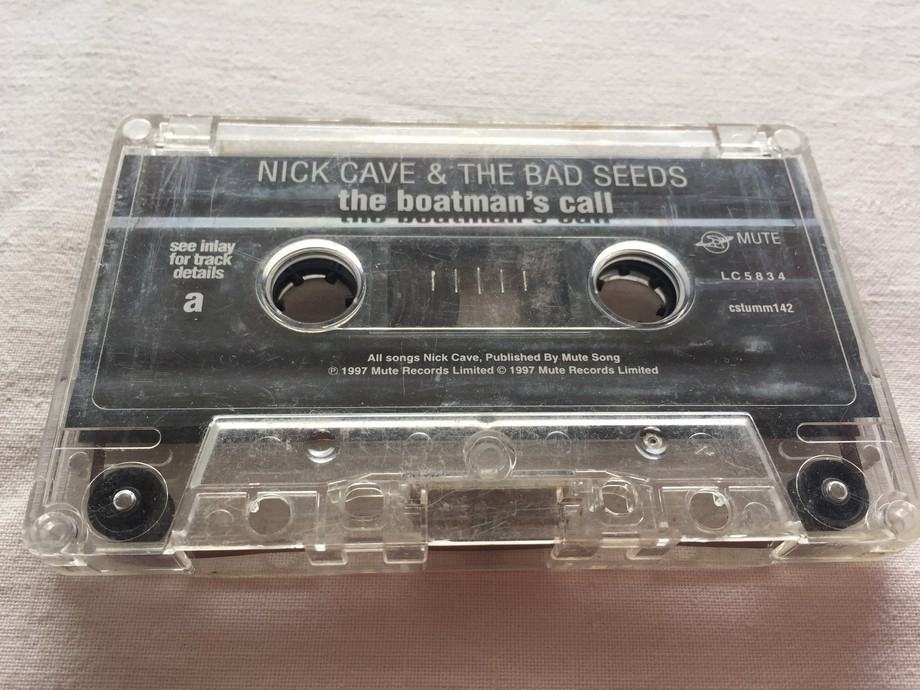 NICK CAVE & THE BAD SEEDS
the boatman's call
see inlay
for track
details
a
MUTE
LC5834
cstumm142
All songs Nick Cave, Published By Mute Song
℗ 1997 Mute Records Limited © 1997 Mute Records Limited